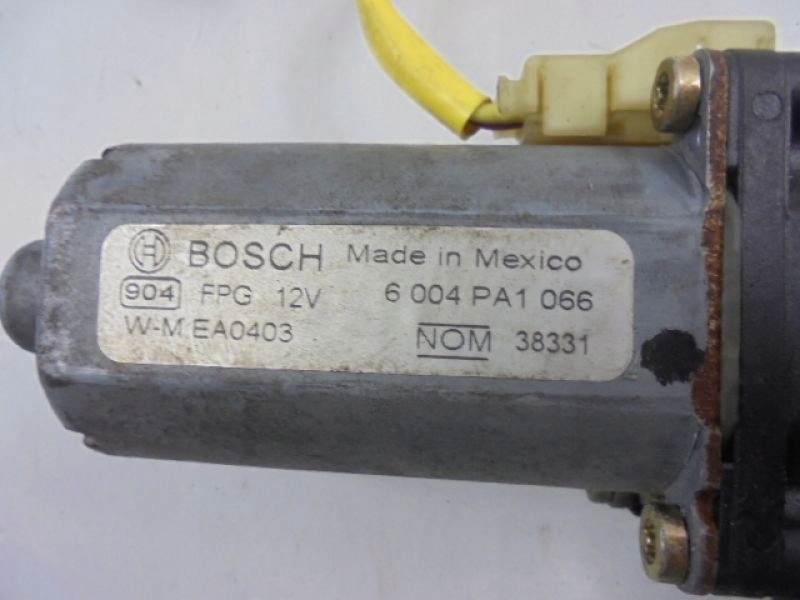 BOSCH Made in Mexico
904 FPG 12V 6 004 PA1 066
W-M EA0403 NOM 38331